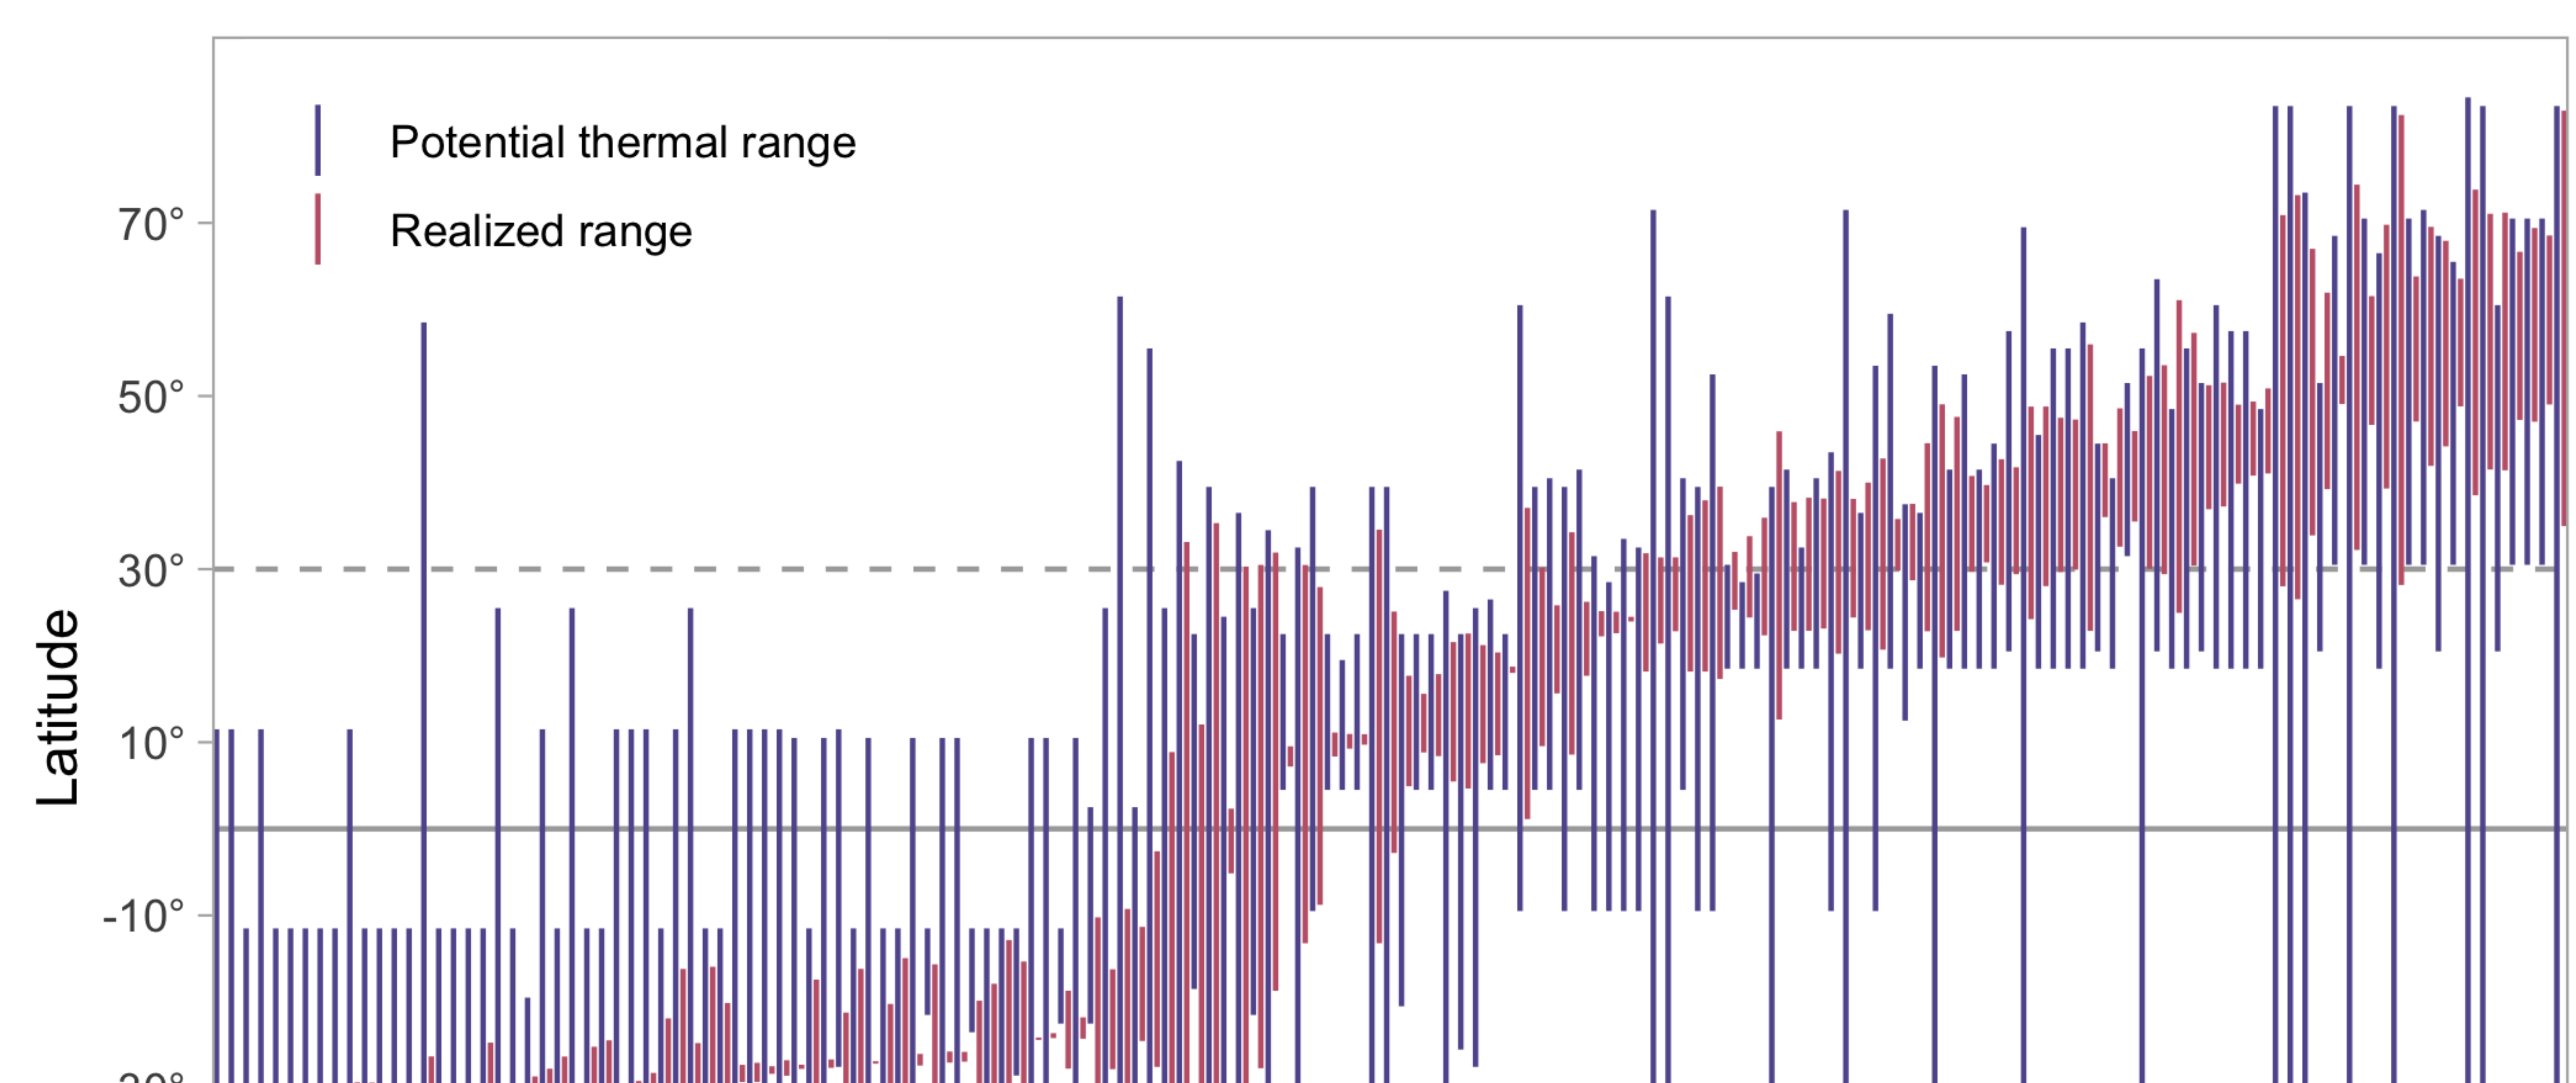 Potential thermal range
Realized range
70°
50°
30°
10°
-10°
Latitude